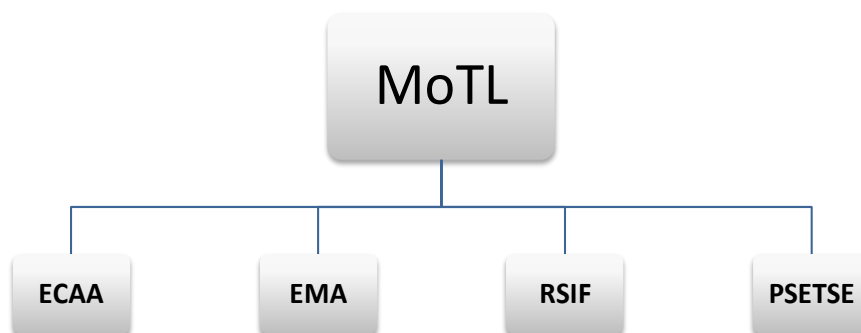 MoTL
ECAA
EMA
RSIF
PSETSE